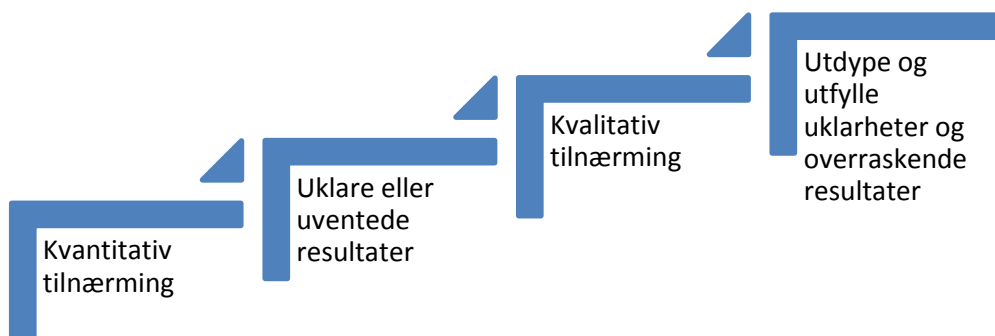 Kvantitativ
tilnærming
Uklare eller
uventede
resultater
Kvalitativ
tilnærming
Utdype og
utfylle
uklarheter og
overraskende
resultater